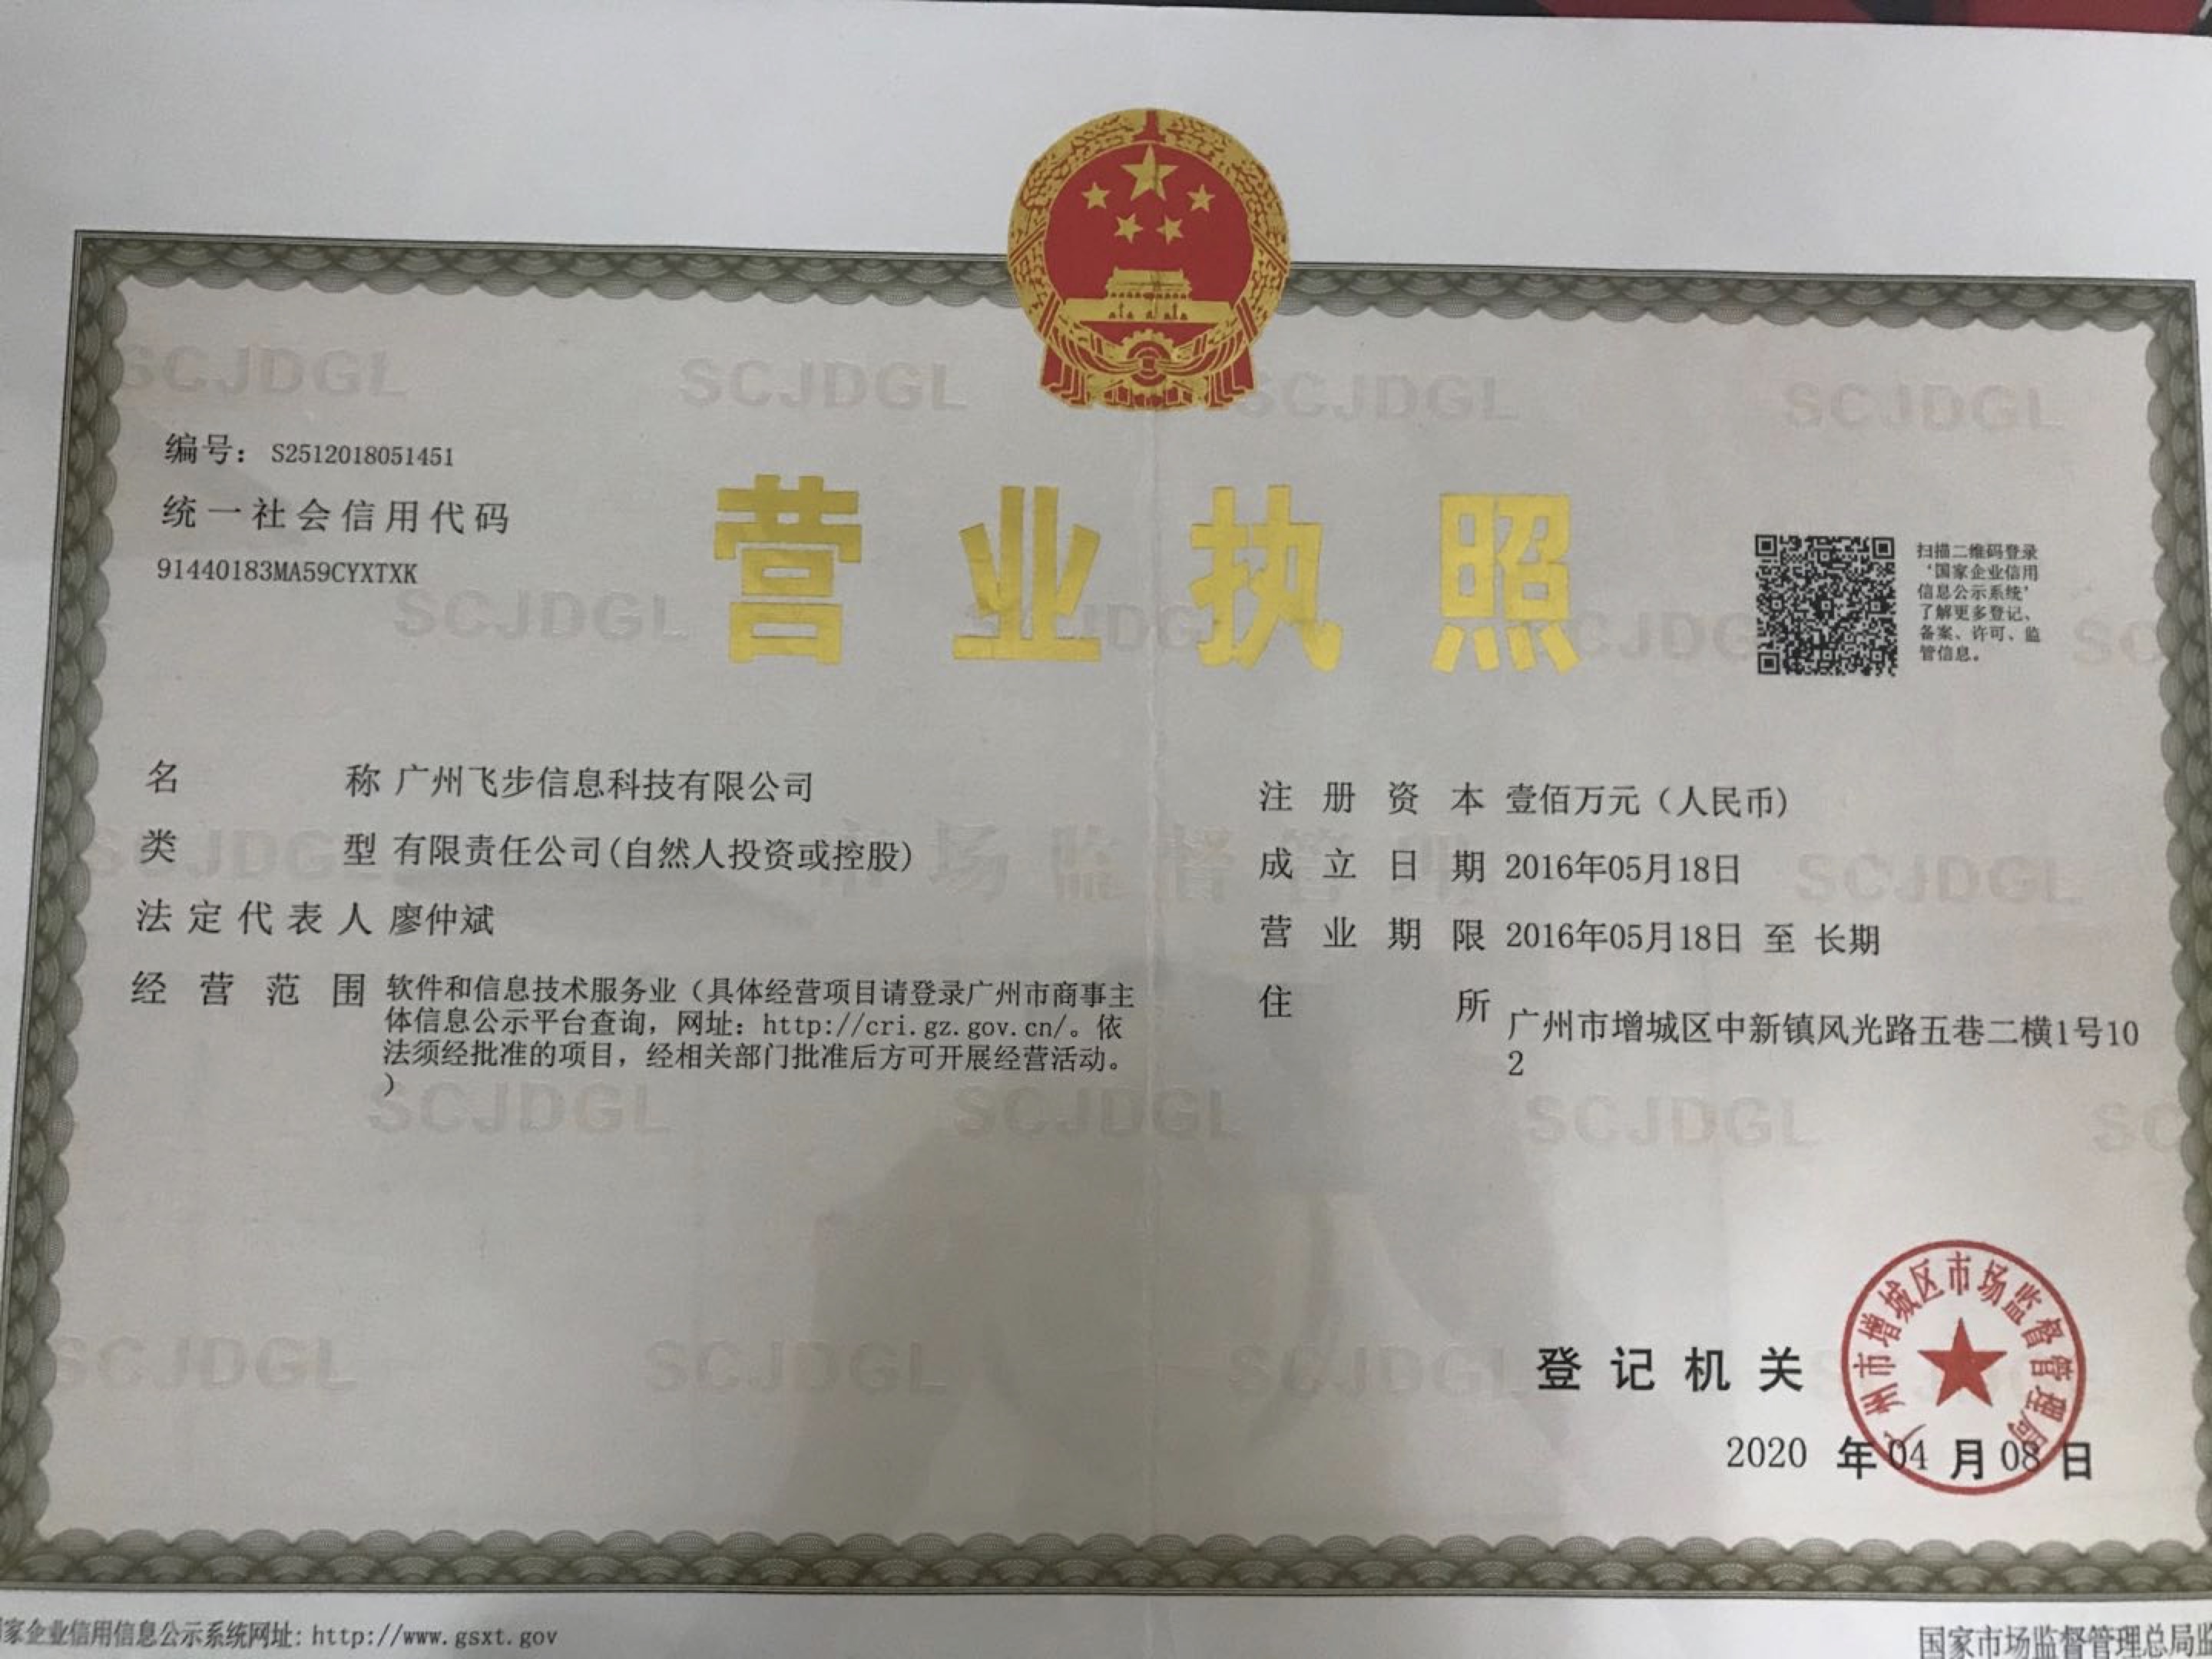 编号：S2512018051451
统一社会信用代码
91440183MA59CYXTXK
营业执照
扫描二维码登录
‘国家企业信用
信息公示系统’
了解更多登记、
备案、许可、监
管信息。
名称 广州飞步信息科技有限公司
类型 有限责任公司(自然人投资或控股)
法定代表人 廖仲斌
经营范围 软件和信息技术服务业（具体经营项目请登录广州市商事主
体信息公示平台查询，网址：http://cri.gz.gov.cn/。依
法须经批准的项目，经相关部门批准后方可开展经营活动。
）
注册资本 壹佰万元（人民币）
成立日期 2016年05月18日
营业期限 2016年05月18日 至 长期
住所 广州市增城区中新镇风光路五巷二横1号10
2
登记机关
广州市增城区市场监督管理局
2020 年 04 月 08 日
家企业信用信息公示系统网址: http://www.gsxt.gov
国家市场监督管理总局监
SCJDGL
市场监督管理